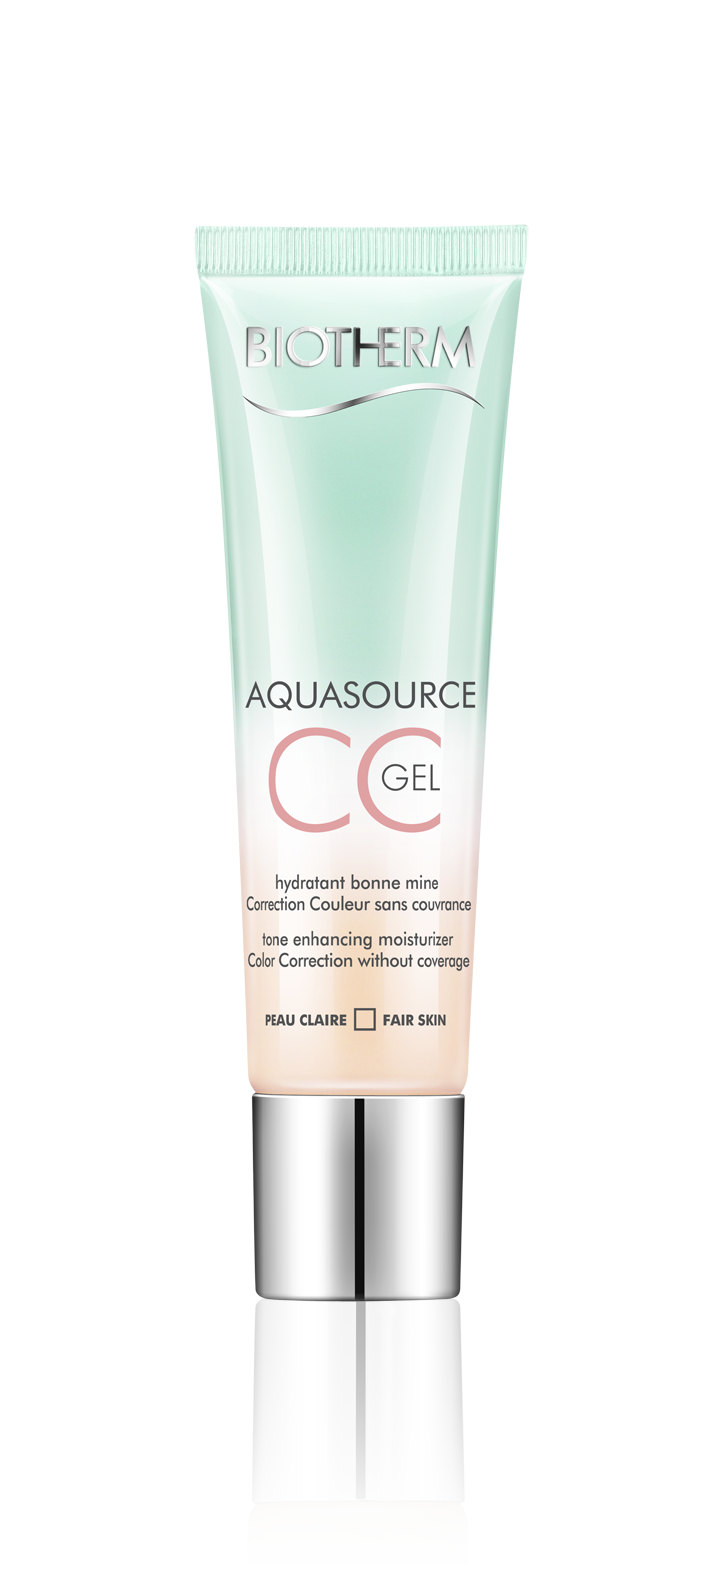 BIOTHERM
AQUASOURCE
CC GEL
hydratant bonne mine
Correction Couleur sans couvrance
tone enhancing moisturizer
Color Correction without coverage
PEAU CLAIRE FAIR SKIN